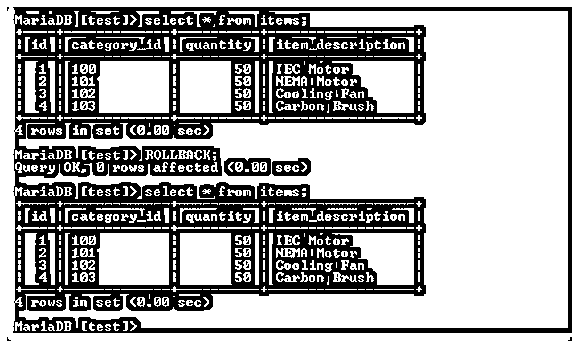 MariaDB [test]> select * from items;
+----+-------------+----------+------------------+
| id | category_id | quantity | item_description |
+----+-------------+----------+------------------+
| 1 | 100 | 50 | IEC Motor |
| 2 | 101 | 50 | NEMA Motor |
| 3 | 102 | 50 | Cooling Fan |
| 4 | 103 | 50 | Carbon Brush |
+----+-------------+----------+------------------+
4 rows in set (0.00 sec)
MariaDB [test]> ROLLBACK;
Query OK, 0 rows affected (0.00 sec)
MariaDB [test]> select * from items;
+----+-------------+----------+------------------+
| id | category_id | quantity | item_description |
+----+-------------+----------+------------------+
| 1 | 100 | 50 | IEC Motor |
| 2 | 101 | 50 | NEMA Motor |
| 3 | 102 | 50 | Cooling Fan |
| 4 | 103 | 50 | Carbon Brush |
+----+-------------+----------+------------------+
4 rows in set (0.00 sec)
MariaDB [test]>